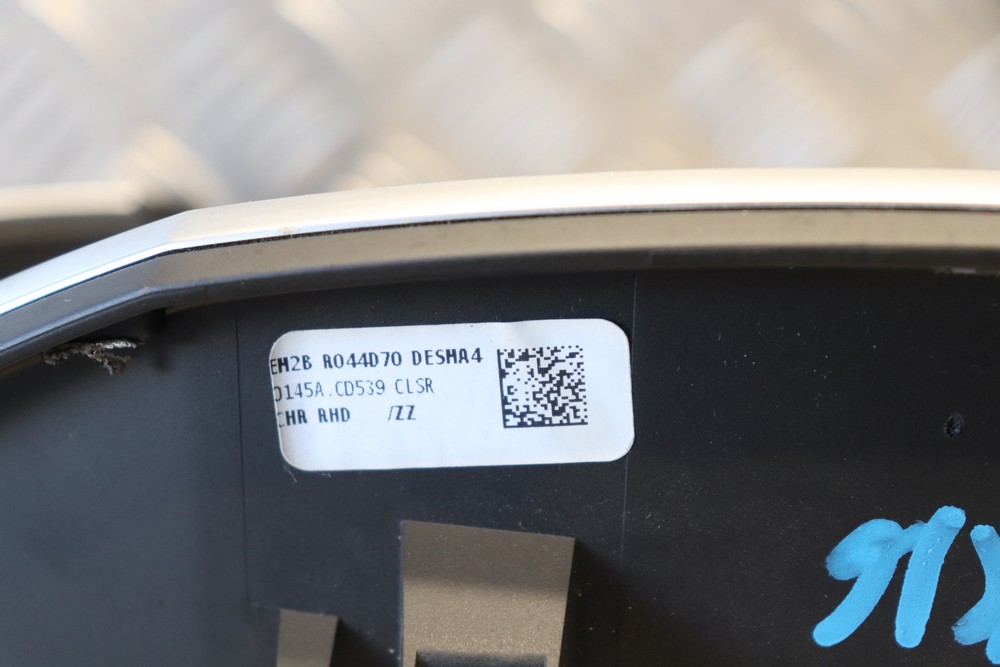 EM2B R044D70 DESHA4
D145A.CD539 CLSR
CHR RHD /ZZ